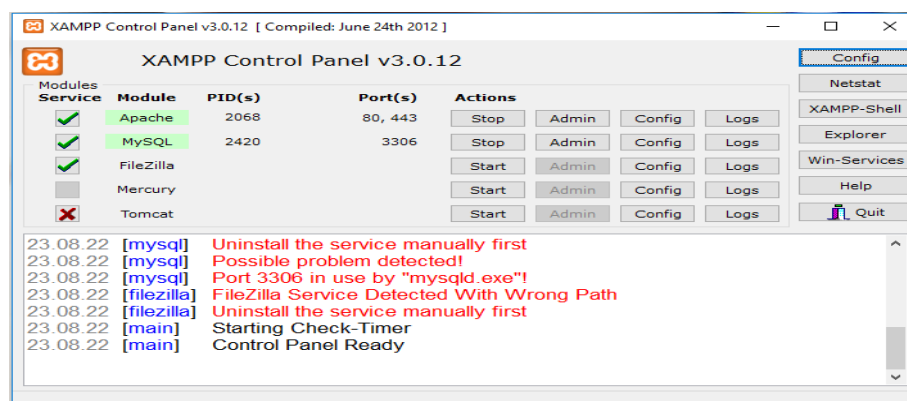 XAMPP Control Panel v3.0.12 [ Compiled: June 24th 2012 ]
XAMPP Control Panel v3.0.12
Config
Modules
Netstat
Service Module PID(s) Port(s) Actions
XAMPP-Shell
Apache 2068 80, 443 Stop Admin Config Logs
Explorer
MySQL 2420 3306 Stop Admin Config Logs
Win-Services
FileZilla Start Admin Config Logs
Help
Mercury Start Admin Config Logs
Quit
Tomcat Start Admin Config Logs
23.08.22 [mysql] Uninstall the service manually first
23.08.22 [mysql] Possible problem detected!
23.08.22 [mysql] Port 3306 in use by "mysqld.exe"!
23.08.22 [filezilla] FileZilla Service Detected With Wrong Path
23.08.22 [filezilla] Uninstall the service manually first
23.08.22 [main] Starting Check-Timer
23.08.22 [main] Control Panel Ready